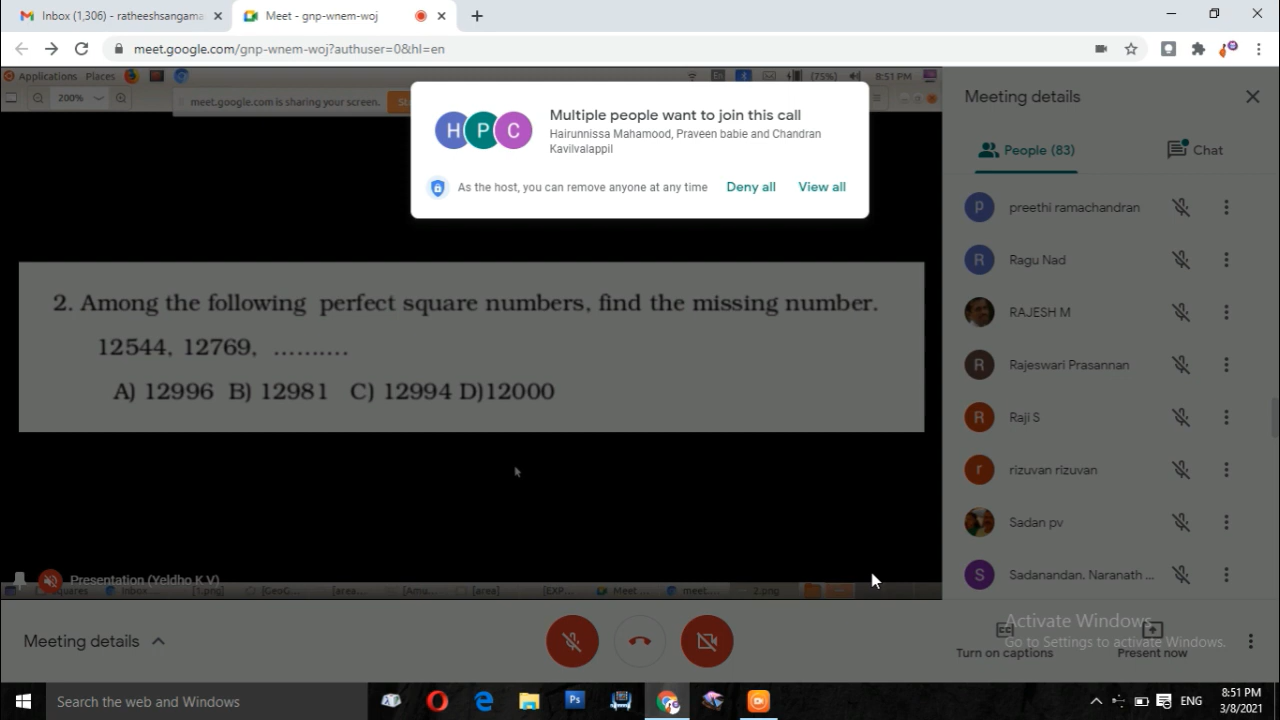 Inbox (1,306) - ratheeshsangama
Meet - gnp-wnem-woj
meet.google.com/gnp-wnem-woj?authuser=0&hl=en
Applications Places
(75%) 8:51 PM
200%
meet.google.com is sharing your screen.
Multiple people want to join this call
Hairunnissa Mahamood, Praveen babie and Chandran
Kavilvalappil
H P C
As the host, you can remove anyone at any time
Deny all View all
2. Among the following perfect square numbers, find the missing number.
12544, 12769, ..........
A) 12996 B) 12981 C) 12994 D)12000
Presentation (Yeldho K V)
Meeting details
People (83) Chat
p preethi ramachandran
R Ragu Nad
RAJESH M
R Rajeswari Prasannan
R Raji S
r rizuvan rizuvan
Sadan pv
S Sadanandan. Naranath ...
Meeting details
Turn on captions
Present now
Activate Windows
Go to Settings to activate Windows.
Search the web and Windows
Ps
ENG
8:51 PM
3/8/2021